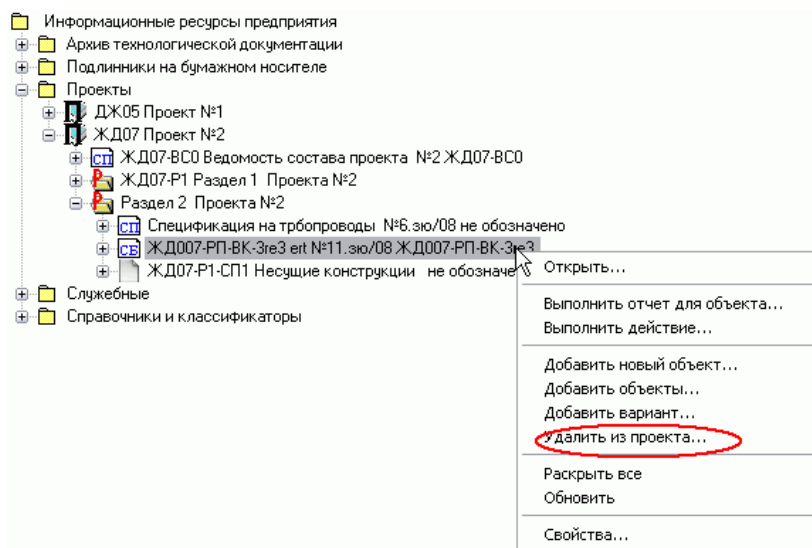 Информационные ресурсы предприятия
Архив технологической документации
Подлинники на бумажном носителе
Проекты
ДЖ05 Проект №1
ЖД07 Проект №2
СП ЖД07-ВС0 Ведомость состава проекта №2 ЖД07-ВС0
ЖД07-Р1 Раздел 1 Проекта №2
Раздел 2 Проекта №2
СП Спецификация на трбопроводы №6.зю/08 не обозначено
СБ ЖД007-РП-ВК-3ге3 ert №11.зю/08 ЖД007-РП-ВК-3ге3
ЖД07-Р1-СП1 Несущие конструкции не обозначе
Служебные
Справочники и классификаторы
Открыть...
Выполнить отчет для объекта...
Выполнить действие...
Добавить новый объект...
Добавить объекты...
Добавить вариант...
Удалить из проекта...
Раскрыть все
Обновить
Свойства...